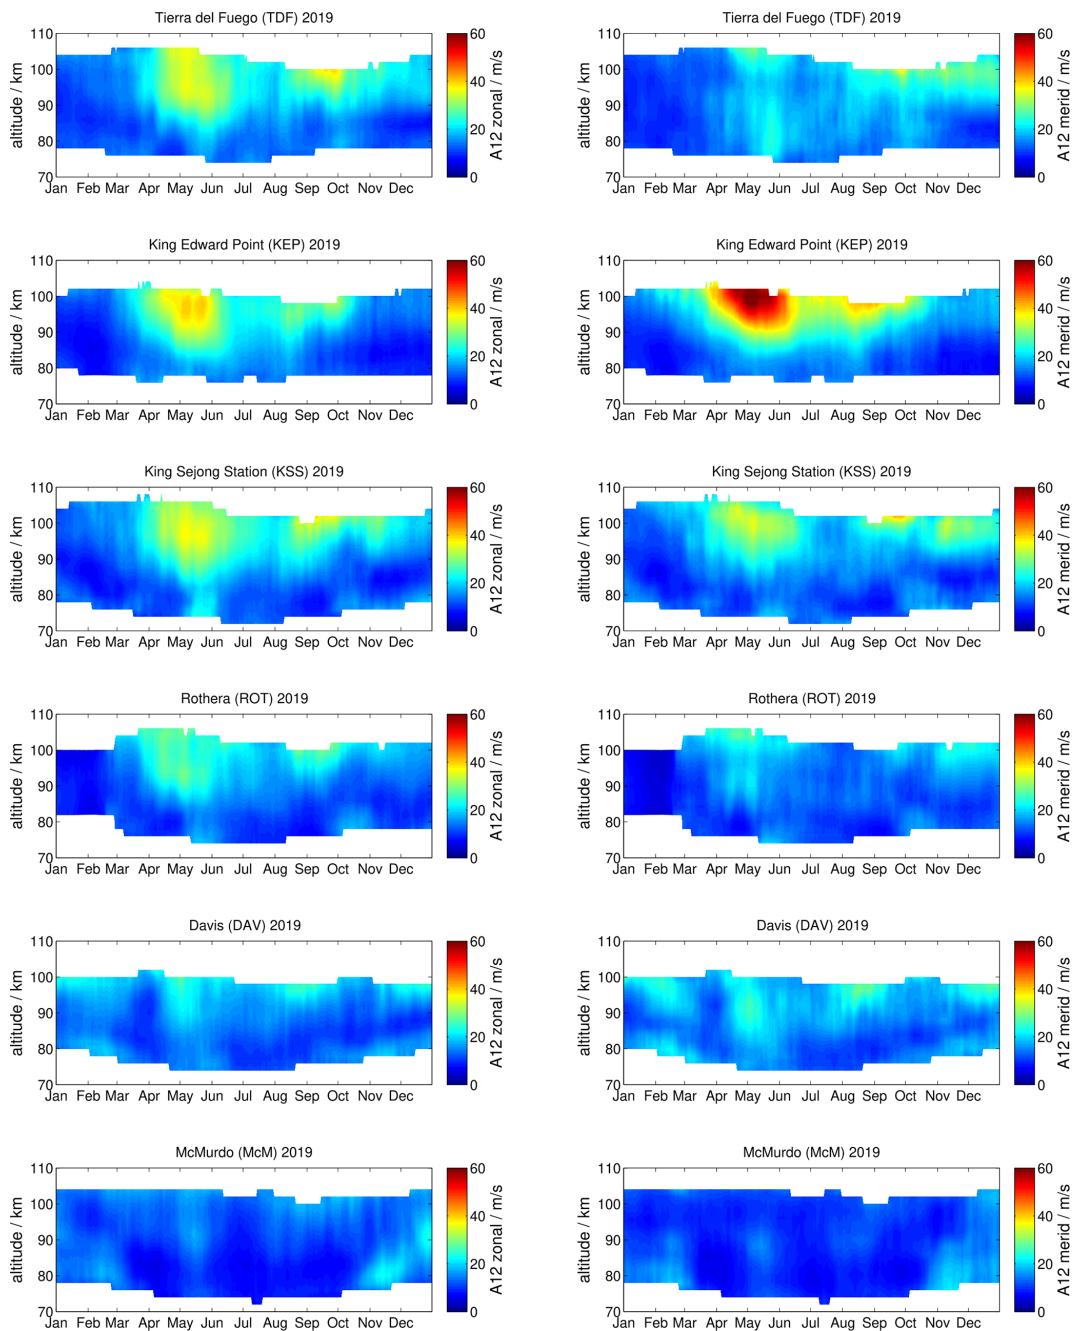 Tierra del Fuego (TDF) 2019
110
100
90
80
70
altitude / km
Jan Feb Mar Apr May Jun Jul Aug Sep Oct Nov Dec
60
40
20
0
A12 zonal / m/s
Tierra del Fuego (TDF) 2019
110
100
90
80
70
altitude / km
Jan Feb Mar Apr May Jun Jul Aug Sep Oct Nov Dec
60
40
20
0
A12 merid / m/s
King Edward Point (KEP) 2019
110
100
90
80
70
altitude / km
Jan Feb Mar Apr May Jun Jul Aug Sep Oct Nov Dec
60
40
20
0
A12 zonal / m/s
King Edward Point (KEP) 2019
110
100
90
80
70
altitude / km
Jan Feb Mar Apr May Jun Jul Aug Sep Oct Nov Dec
60
40
20
0
A12 merid / m/s
King Sejong Station (KSS) 2019
110
100
90
80
70
altitude / km
Jan Feb Mar Apr May Jun Jul Aug Sep Oct Nov Dec
60
40
20
0
A12 zonal / m/s
King Sejong Station (KSS) 2019
110
100
90
80
70
altitude / km
Jan Feb Mar Apr May Jun Jul Aug Sep Oct Nov Dec
60
40
20
0
A12 merid / m/s
Rothera (ROT) 2019
110
100
90
80
70
altitude / km
Jan Feb Mar Apr May Jun Jul Aug Sep Oct Nov Dec
60
40
20
0
A12 zonal / m/s
Rothera (ROT) 2019
110
100
90
80
70
altitude / km
Jan Feb Mar Apr May Jun Jul Aug Sep Oct Nov Dec
60
40
20
0
A12 merid / m/s
Davis (DAV) 2019
110
100
90
80
70
altitude / km
Jan Feb Mar Apr May Jun Jul Aug Sep Oct Nov Dec
60
40
20
0
A12 zonal / m/s
Davis (DAV) 2019
110
100
90
80
70
altitude / km
Jan Feb Mar Apr May Jun Jul Aug Sep Oct Nov Dec
60
40
20
0
A12 merid / m/s
McMurdo (McM) 2019
110
100
90
80
70
altitude / km
Jan Feb Mar Apr May Jun Jul Aug Sep Oct Nov Dec
60
40
20
0
A12 zonal / m/s
McMurdo (McM) 2019
110
100
90
80
70
altitude / km
Jan Feb Mar Apr May Jun Jul Aug Sep Oct Nov Dec
60
40
20
0
A12 merid / m/s